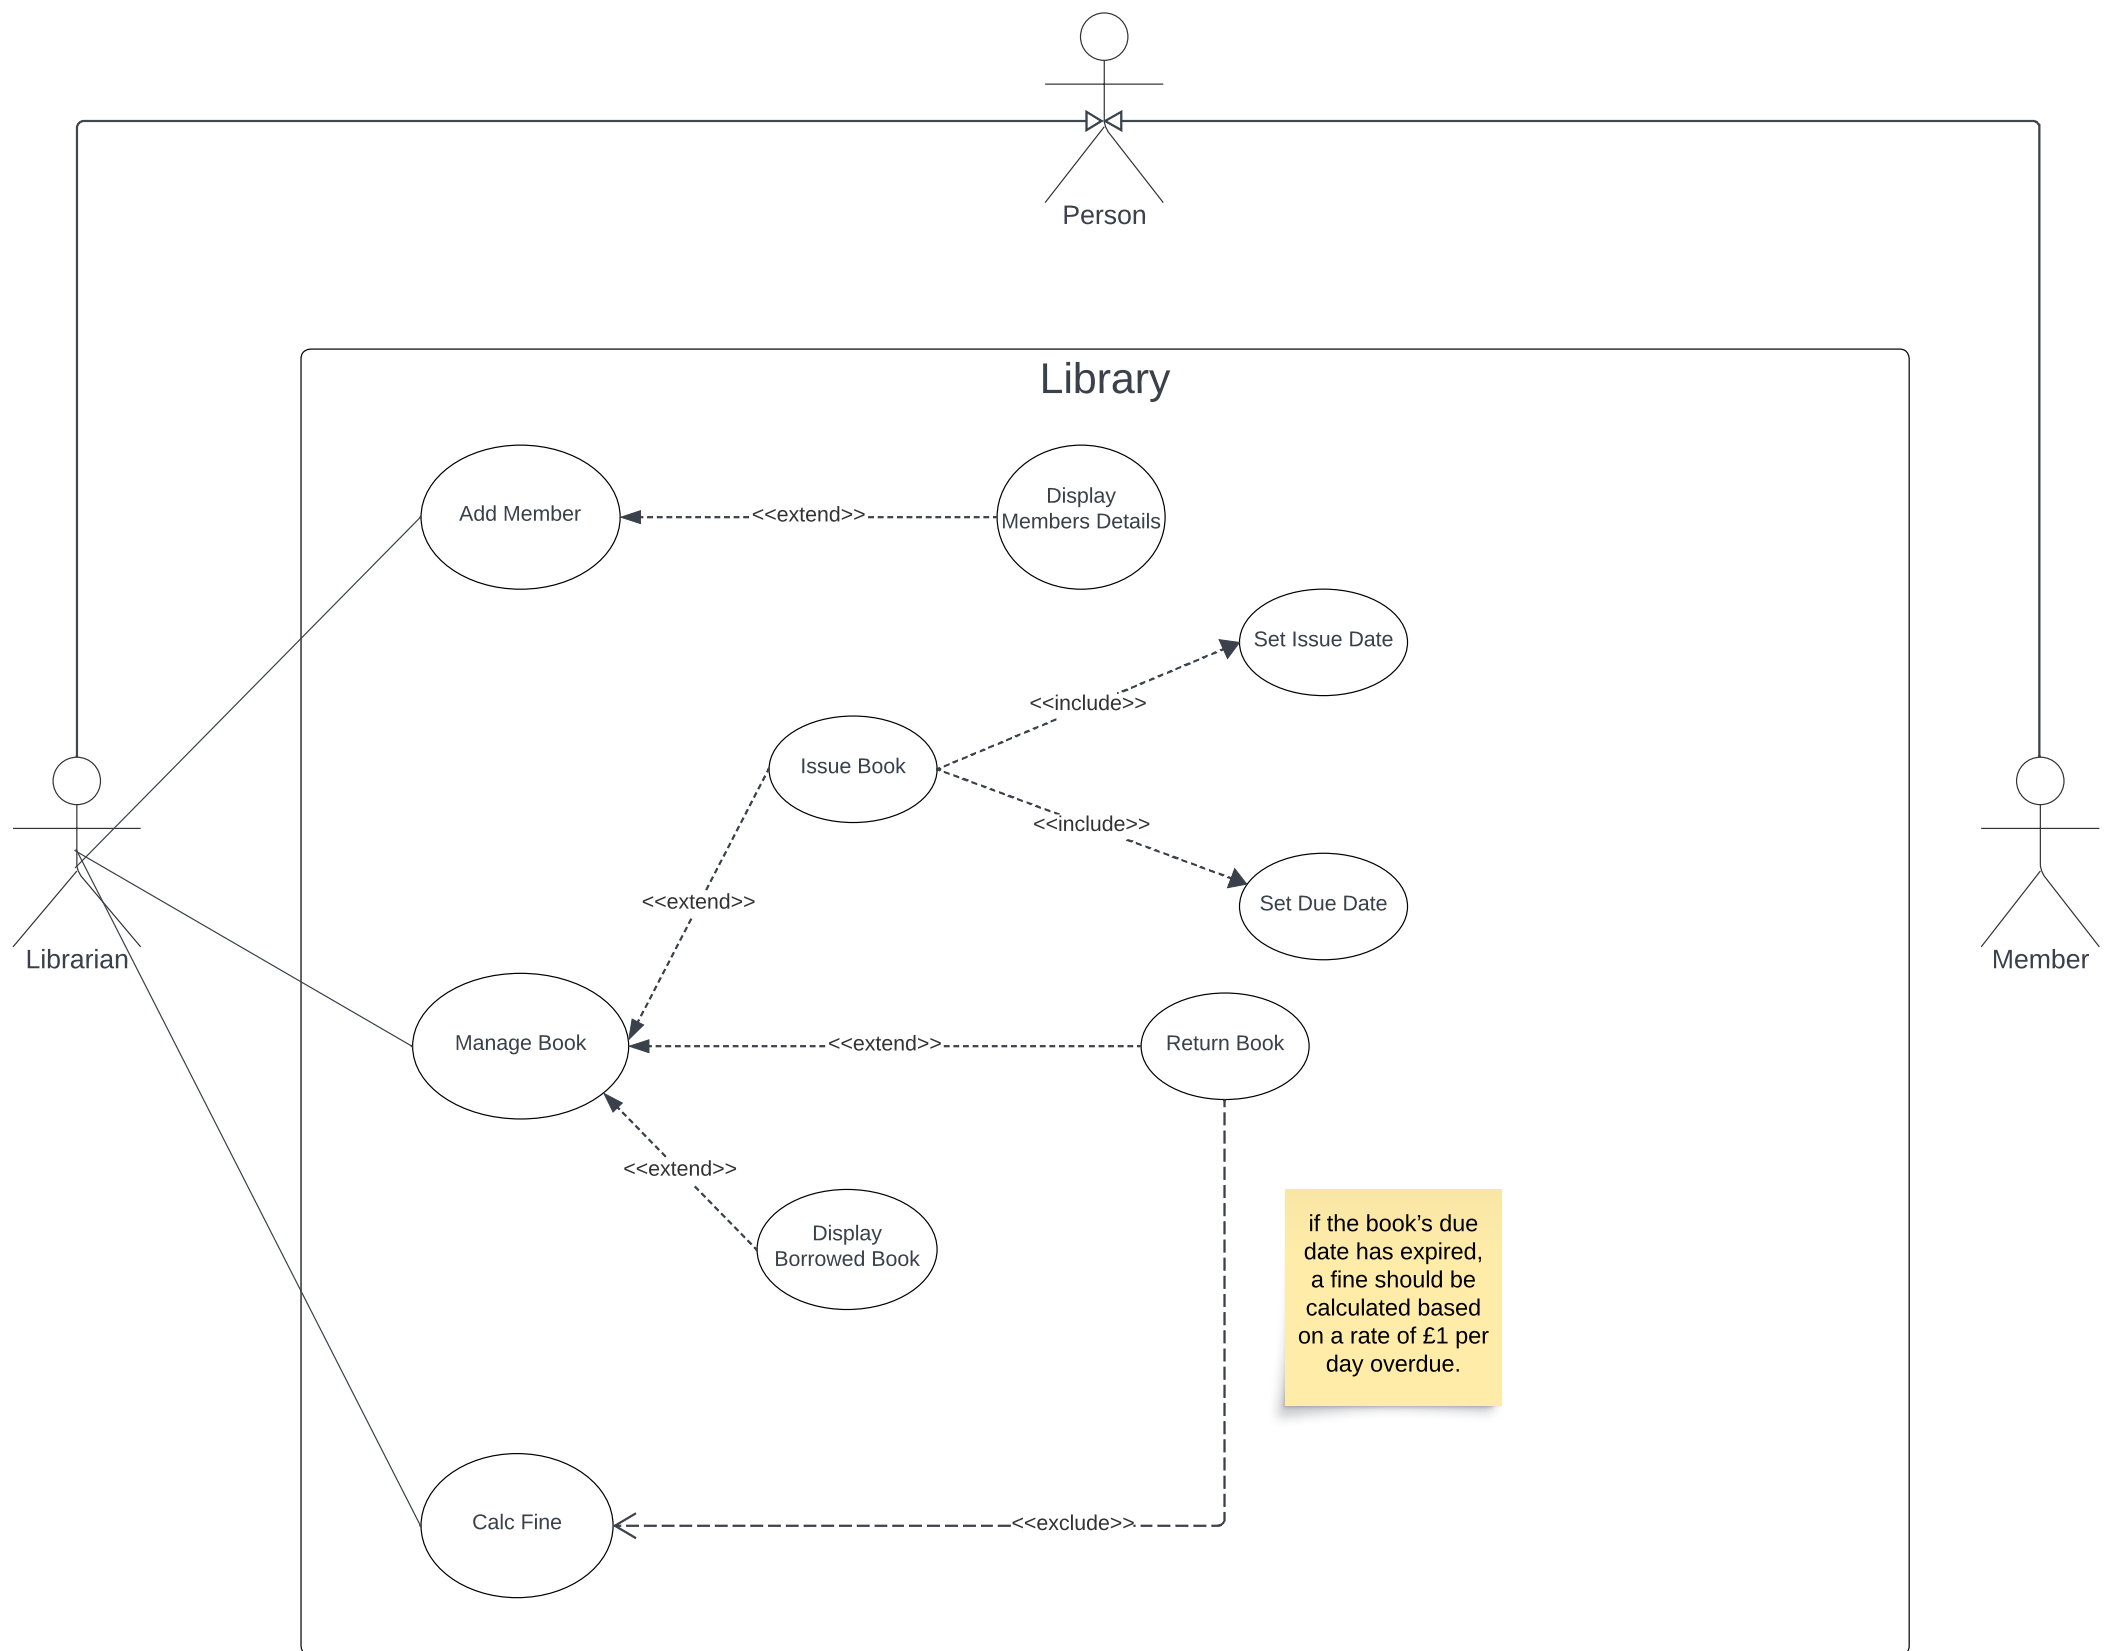 Person
Library
Add Member
<<extend>>
Display
Members Details
Set Issue Date
<<include>>
Issue Book
<<include>>
<<extend>>
Set Due Date
Librarian
Member
Manage Book
<<extend>>
Return Book
<<extend>>
Display
Borrowed Book
if the book’s due
date has expired,
a fine should be
calculated based
on a rate of £1 per
day overdue.
Calc Fine
<<exclude>>